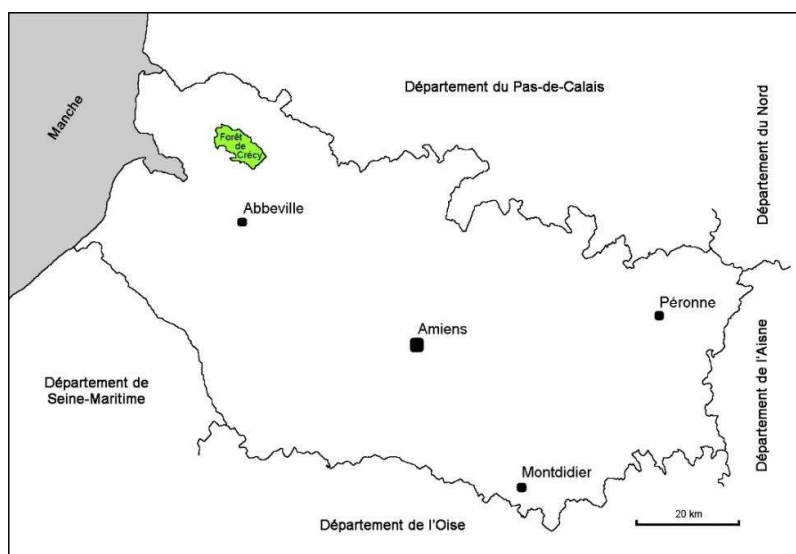 Département du Pas-de-Calais
Département du Nord
Manche
Forêt
de
Crécy
Abbeville
Péronne
Amiens
Département de l'Aisne
Département de
Seine-Maritime
Montdidier
20 km
Département de l'Oise